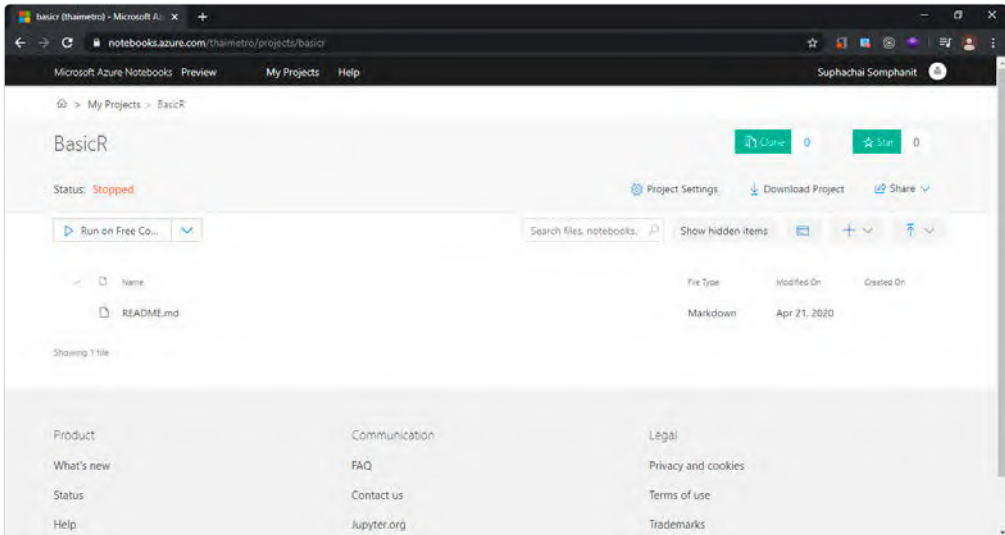 basicr (thaimetro) - Microsoft A
notebooks.azure.com/thaimetro/projects/basicr
Microsoft Azure Notebooks Preview My Projects Help Suphachai Somphanit
> My Projects > BasicR
BasicR
Clone 0 Star 0
Status: Stopped
Project Settings Download Project Share
Run on Free Co... Search files, notebooks, Show hidden items
Name File Type Modified On Created On
README.md Markdown Apr 21, 2020
Showing 1 file
Product Communication Legal
What's new FAQ Privacy and cookies
Status Contact us Terms of use
Help Jupyter.org Trademarks